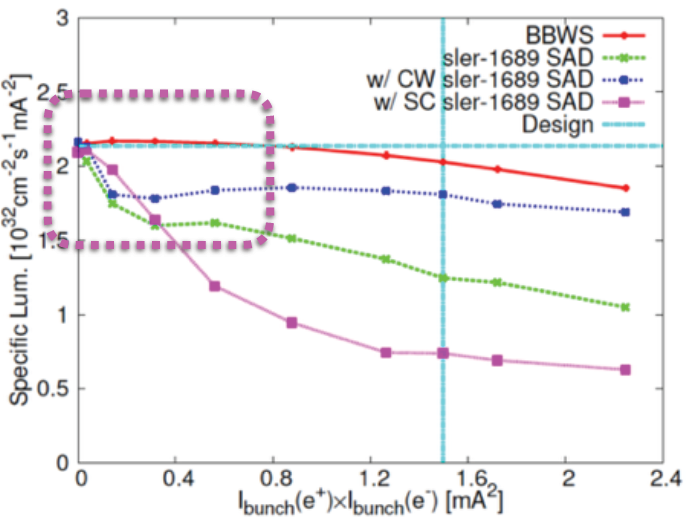 3
BBWS
sler-1689 SAD
w/ CW sler-1689 SAD
w/ SC sler-1689 SAD
Design
2.5
2
1.5
1
0.5
0
Specific Lum. [10³²cm⁻²s⁻¹mA⁻²]
0 0.4 0.8 1.2 1.6 2 2.4
I_bunch(e⁺)×I_bunch(e⁻) [mA²]